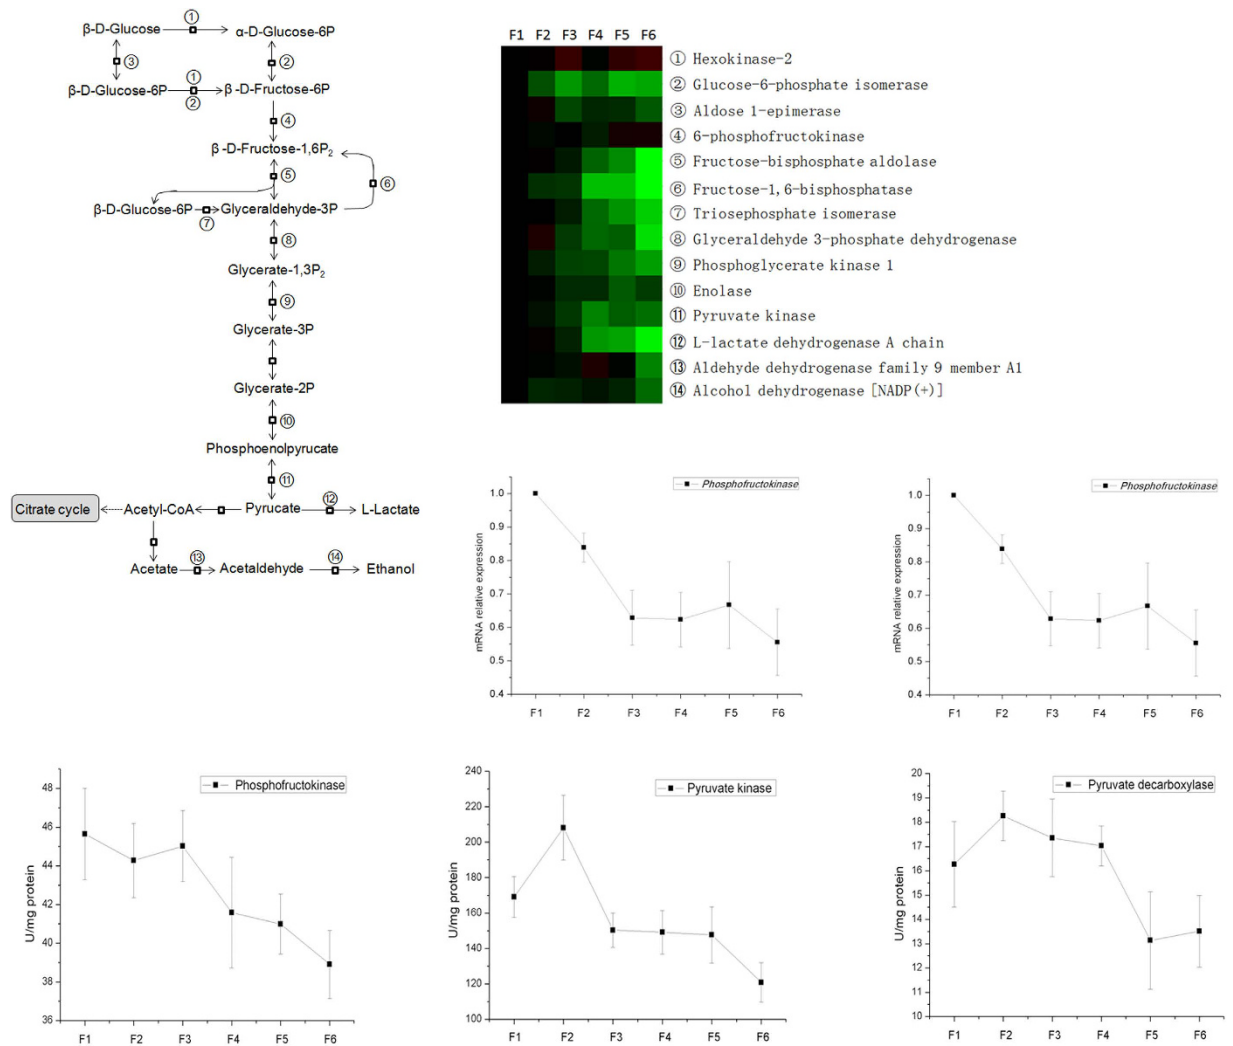 β-D-Glucose
①
α-D-Glucose-6P
③
②
β-D-Glucose-6P
①
②
β-D-Fructose-6P
④
β-D-Fructose-1,6P₂
⑤
⑥
β-D-Glucose-6P
⑦
Glyceraldehyde-3P
⑧
Glycerate-1,3P₂
⑨
Glycerate-3P
Glycerate-2P
⑩
Phosphoenolpyrucate
⑪
Citrate cycle
Acetyl-CoA
Pyrucate
⑫
L-Lactate
Acetate
⑬
Acetaldehyde
⑭
Ethanol
F1 F2 F3 F4 F5 F6
① Hexokinase-2
② Glucose-6-phosphate isomerase
③ Aldose 1-epimerase
④ 6-phosphofructokinase
⑤ Fructose-bisphosphate aldolase
⑥ Fructose-1,6-bisphosphatase
⑦ Triosephosphate isomerase
⑧ Glyceraldehyde 3-phosphate dehydrogenase
⑨ Phosphoglycerate kinase 1
⑩ Enolase
⑪ Pyruvate kinase
⑫ L-lactate dehydrogenase A chain
⑬ Aldehyde dehydrogenase family 9 member A1
⑭ Alcohol dehydrogenase [NADP(+)]
Phosphofructokinase
mRNA relative expression
1.0
0.9
0.8
0.7
0.6
0.5
0.4
F1 F2 F3 F4 F5 F6
Phosphofructokinase
mRNA relative expression
1.0
0.9
0.8
0.7
0.6
0.5
0.4
F1 F2 F3 F4 F5 F6
Phosphofructokinase
U/mg protein
48
46
44
42
40
38
36
F1 F2 F3 F4 F5 F6
Pyruvate kinase
U/mg protein
240
220
200
180
160
140
120
100
F1 F2 F3 F4 F5 F6
Pyruvate decarboxylase
U/mg protein
20
19
18
17
16
15
14
13
12
11
10
F1 F2 F3 F4 F5 F6